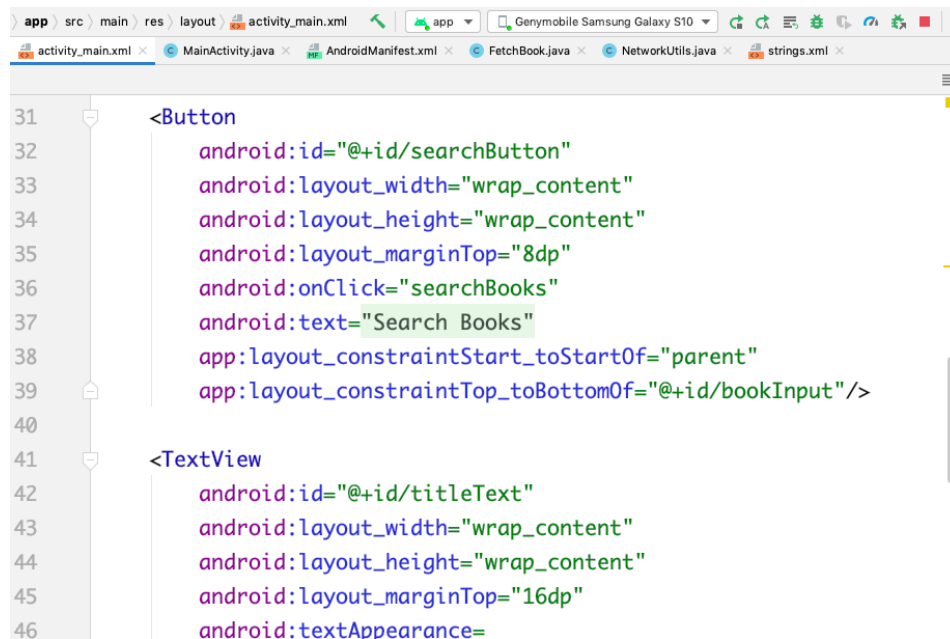 app src main res layout activity_main.xml app Genymobile Samsung Galaxy S10
activity_main.xml MainActivity.java AndroidManifest.xml FetchBook.java NetworkUtils.java strings.xml
31 <Button
32 android:id="@+id/searchButton"
33 android:layout_width="wrap_content"
34 android:layout_height="wrap_content"
35 android:layout_marginTop="8dp"
36 android:onClick="searchBooks"
37 android:text="Search Books"
38 app:layout_constraintStart_toStartOf="parent"
39 app:layout_constraintTop_toBottomOf="@+id/bookInput"/>
40
41 <TextView
42 android:id="@+id/titleText"
43 android:layout_width="wrap_content"
44 android:layout_height="wrap_content"
45 android:layout_marginTop="16dp"
46 android:textAppearance=